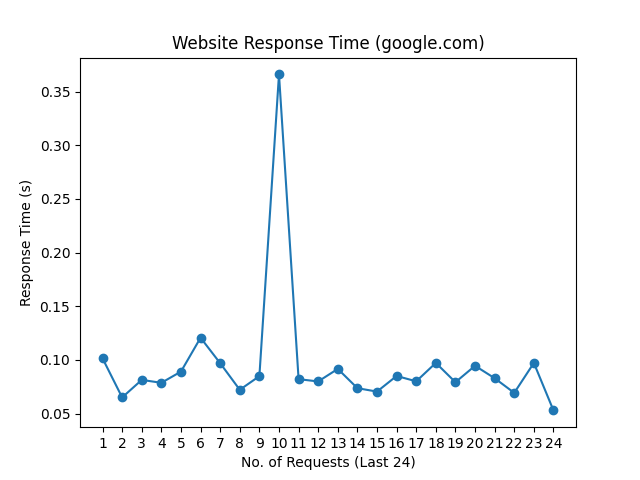 Website Response Time (google.com)
0.35
0.30
0.25
0.20
0.15
0.10
0.05
Response Time (s)
1 2 3 4 5 6 7 8 9 10 11 12 13 14 15 16 17 18 19 20 21 22 23 24
No. of Requests (Last 24)